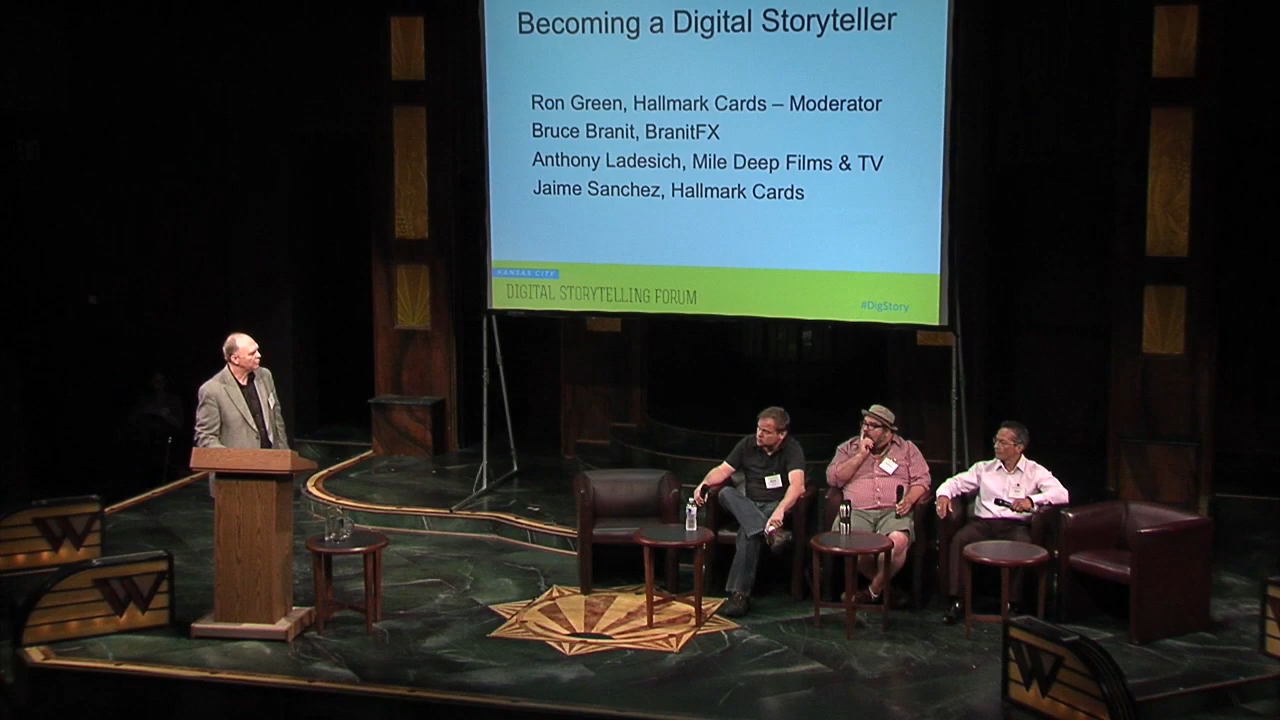 Becoming a Digital Storyteller
Ron Green, Hallmark Cards – Moderator
Bruce Branit, BranitFX
Anthony Ladesich, Mile Deep Films & TV
Jaime Sanchez, Hallmark Cards
KANSAS CITY
DIGITAL STORYTELLING FORUM
#DigStory
W
W
W